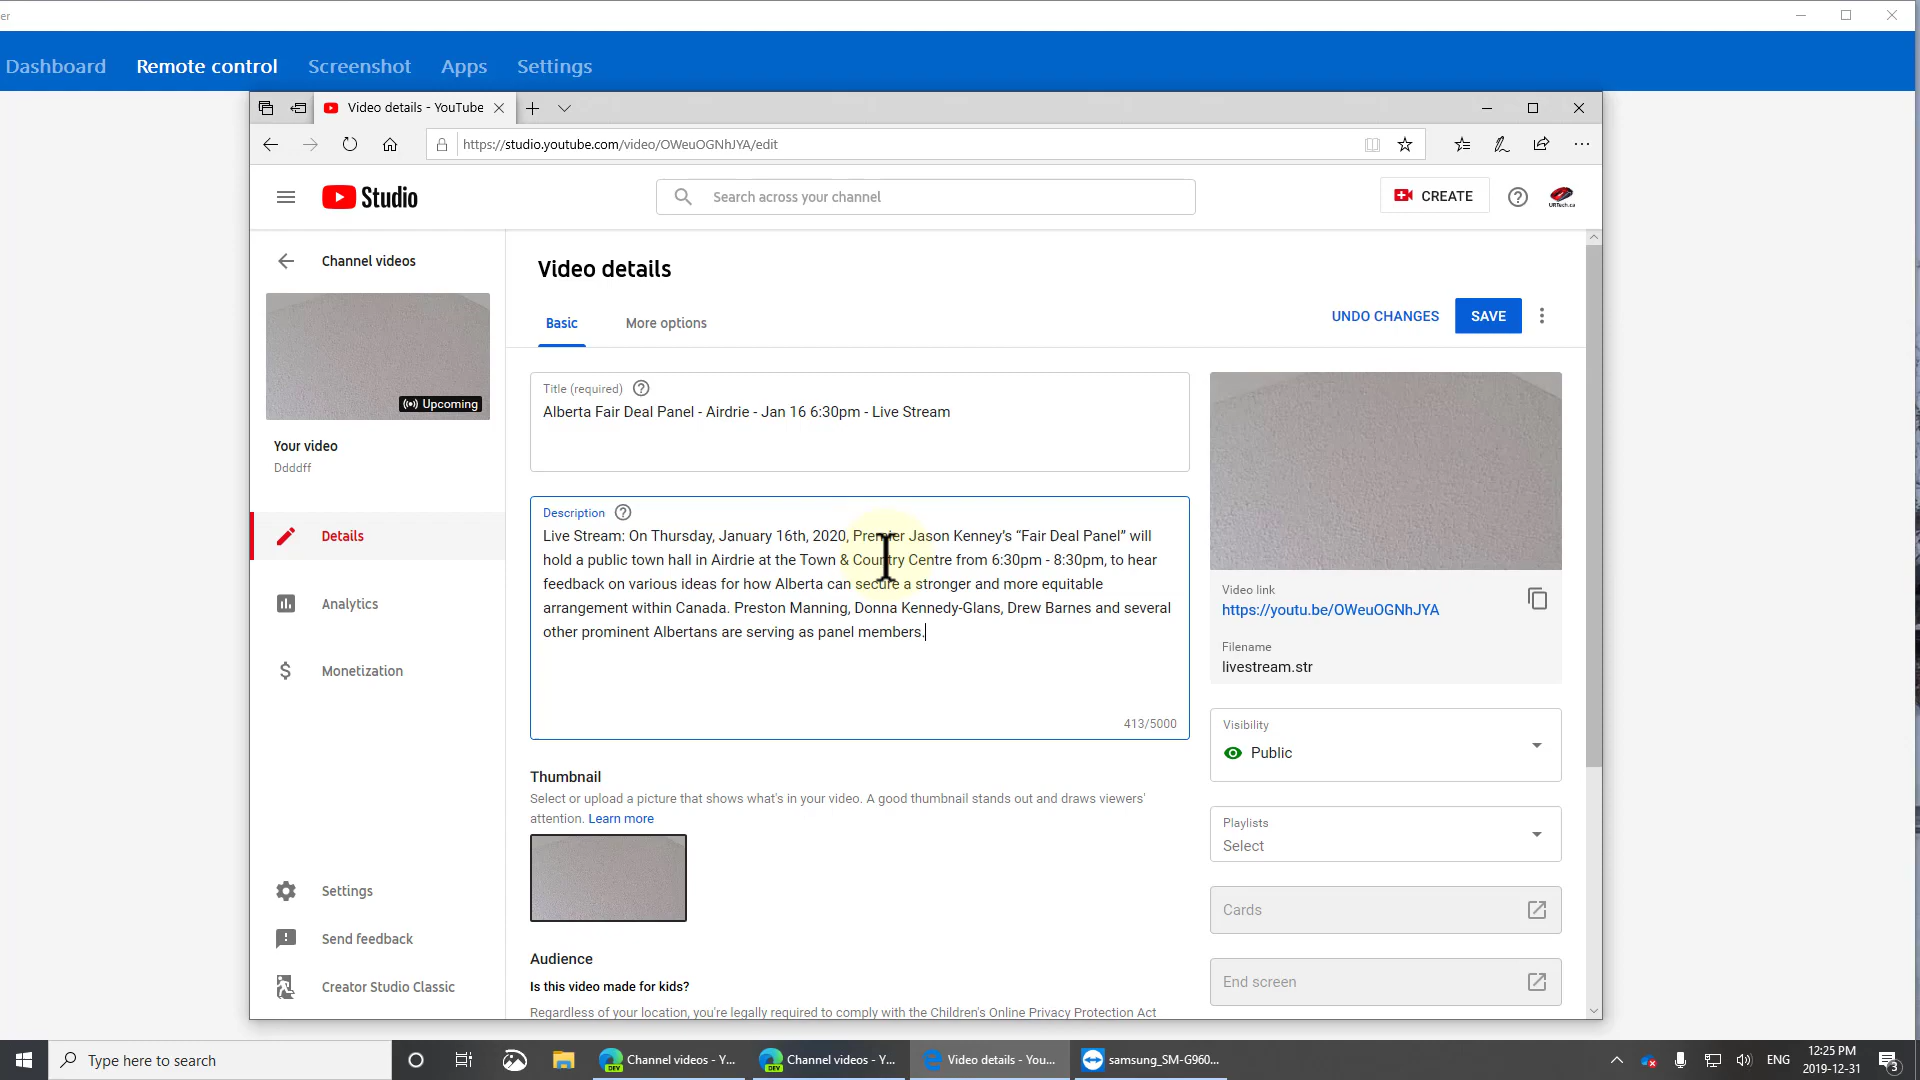 er
Dashboard
Remote control
Screenshot
Apps
Settings
Video details - YouTube
https://studio.youtube.com/video/OWeuOGNhJYA/edit
Studio
Search across your channel
CREATE
URTech.ca
Channel videos
Upcoming
Your video
Ddddff
Details
Analytics
Monetization
Settings
Send feedback
Creator Studio Classic
Video details
Basic
More options
UNDO CHANGES
SAVE
Title (required)
Alberta Fair Deal Panel - Airdrie - Jan 16 6:30pm - Live Stream
Description
Live Stream: On Thursday, January 16th, 2020, Premier Jason Kenney's “Fair Deal Panel” will
hold a public town hall in Airdrie at the Town & Country Centre from 6:30pm - 8:30pm, to hear
feedback on various ideas for how Alberta can secure a stronger and more equitable
arrangement within Canada. Preston Manning, Donna Kennedy-Glans, Drew Barnes and several
other prominent Albertans are serving as panel members.
413/5000
Thumbnail
Select or upload a picture that shows what's in your video. A good thumbnail stands out and draws viewers'
attention. Learn more
Audience
Is this video made for kids?
Regardless of your location, you're legally required to comply with the Children's Online Privacy Protection Act
Video link
https://youtu.be/OWeuOGNhJYA
Filename
livestream.str
Visibility
Public
Playlists
Select
Cards
End screen
Type here to search
DEV
Channel videos - Y...
DEV
Channel videos - Y...
Video details - You...
samsung_SM-G960...
ENG
12:25 PM
2019-12-31
3